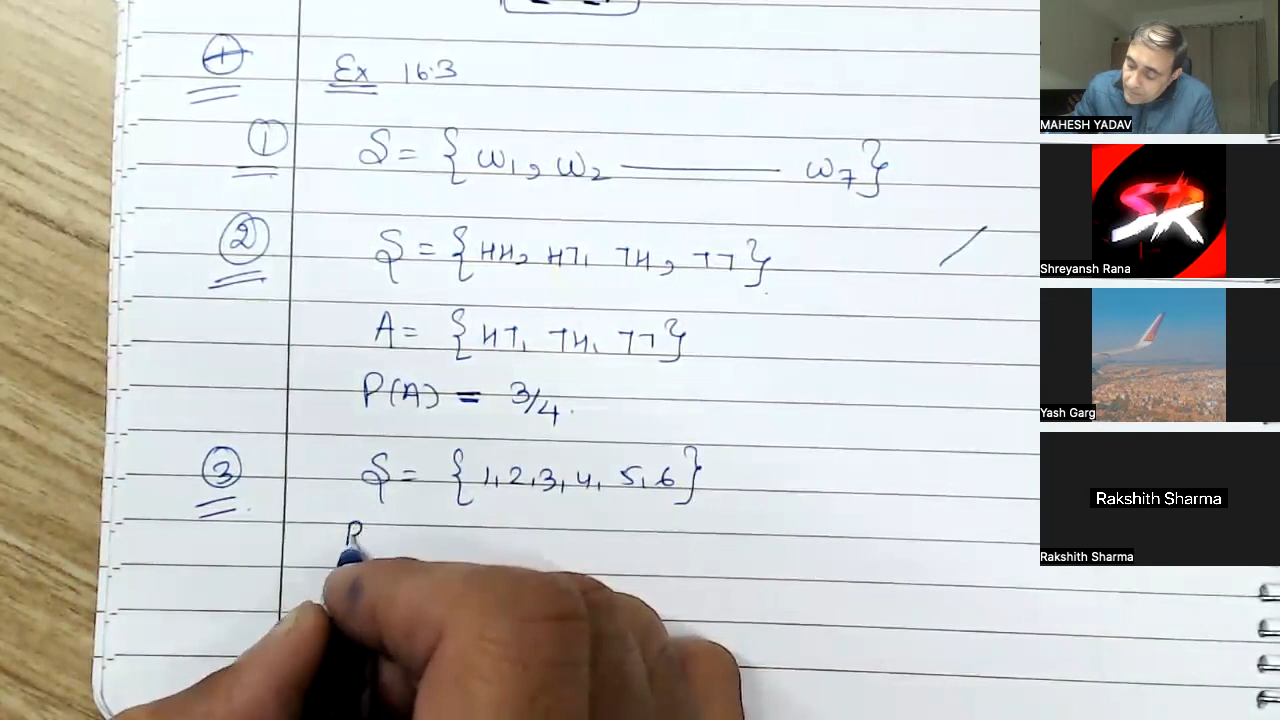 +
Ex 16.3
1 S = {ω1, ω2 ——— ω7}
2 S = {HH, HT, TH, TT}
A = {HT, TH, TT}
P(A) = 3/4.
3 S = {1, 2, 3, 4, 5, 6}
P
MAHESH YADAV
SR
Shreyansh Rana
Yash Garg
Rakshith Sharma
Rakshith Sharma